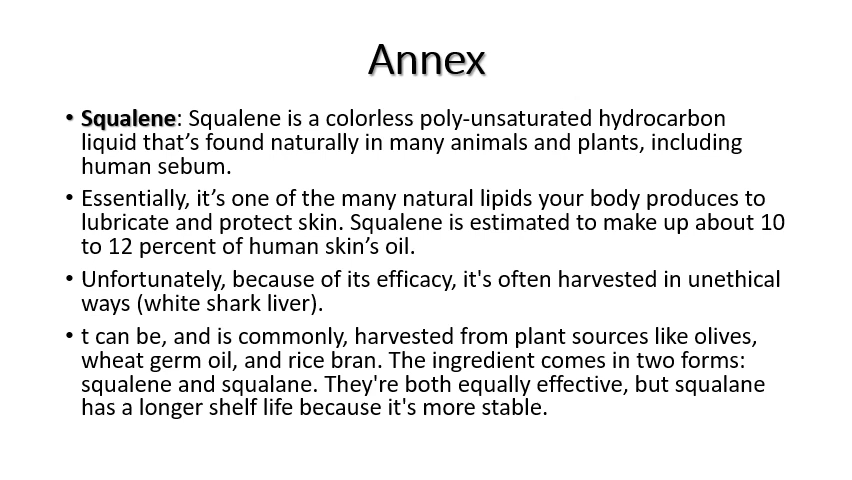 Annex
• Squalene: Squalene is a colorless poly-unsaturated hydrocarbon
liquid that’s found naturally in many animals and plants, including
human sebum.
• Essentially, it’s one of the many natural lipids your body produces to
lubricate and protect skin. Squalene is estimated to make up about 10
to 12 percent of human skin’s oil.
• Unfortunately, because of its efficacy, it's often harvested in unethical
ways (white shark liver).
• t can be, and is commonly, harvested from plant sources like olives,
wheat germ oil, and rice bran. The ingredient comes in two forms:
squalene and squalane. They're both equally effective, but squalane
has a longer shelf life because it's more stable.